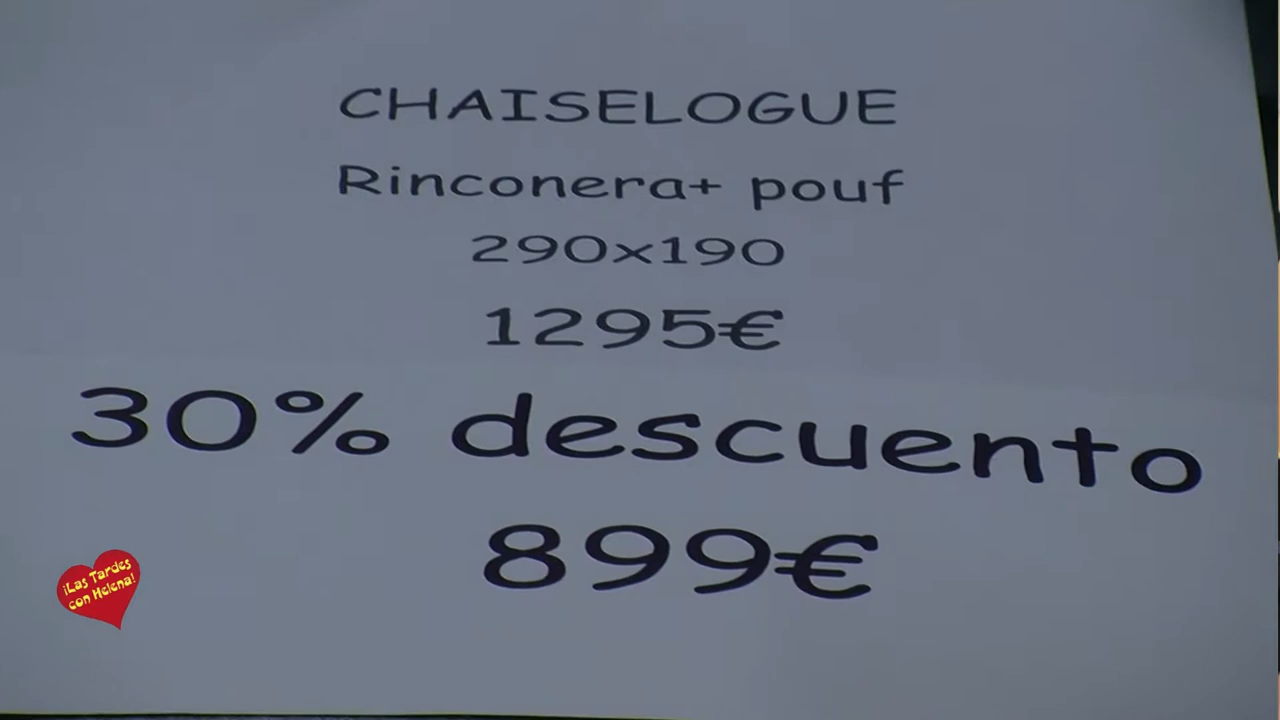 CHAISELOGUE
Rinconera+ pouf
290x190
1295€
30% descuento
899€
¡Las Tardes
con Helena!